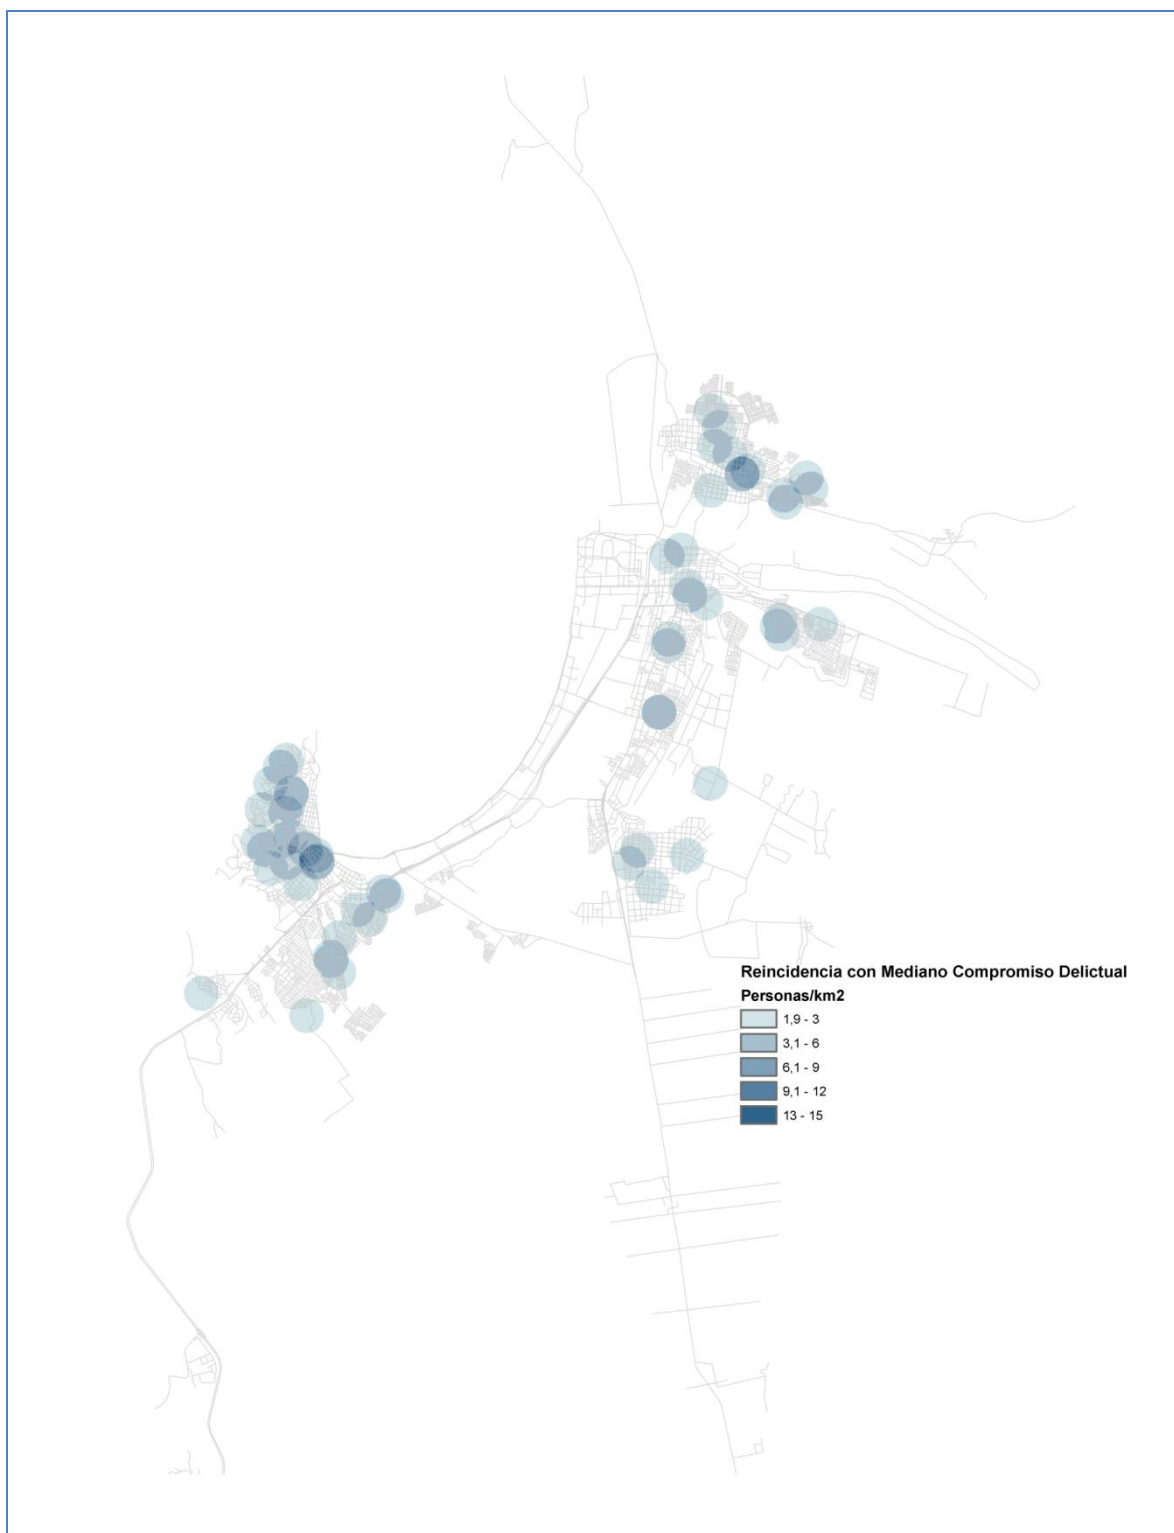 Reincidencia con Mediano Compromiso Delictual
Personas/km2
1,9 - 3
3,1 - 6
6,1 - 9
9,1 - 12
13 - 15